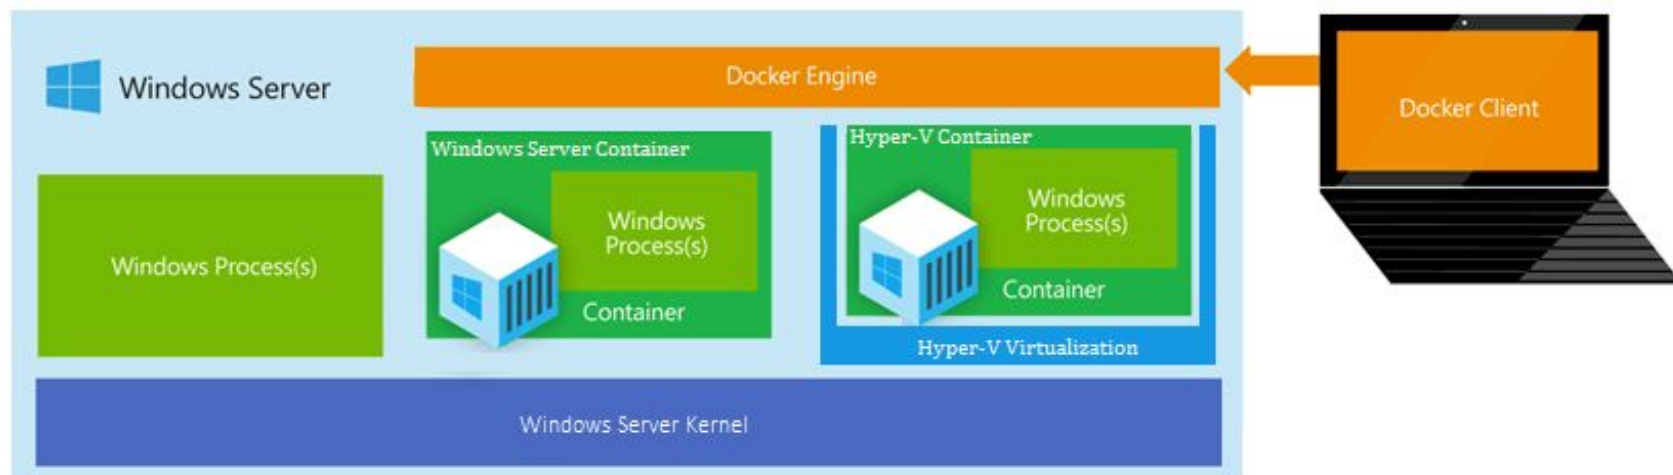 Windows Server
Docker Engine
Docker Client
Windows Server Container
Hyper-V Container
Windows Process(s)
Windows
Process(s)
Container
Windows
Process(s)
Container
Hyper-V Virtualization
Windows Server Kernel